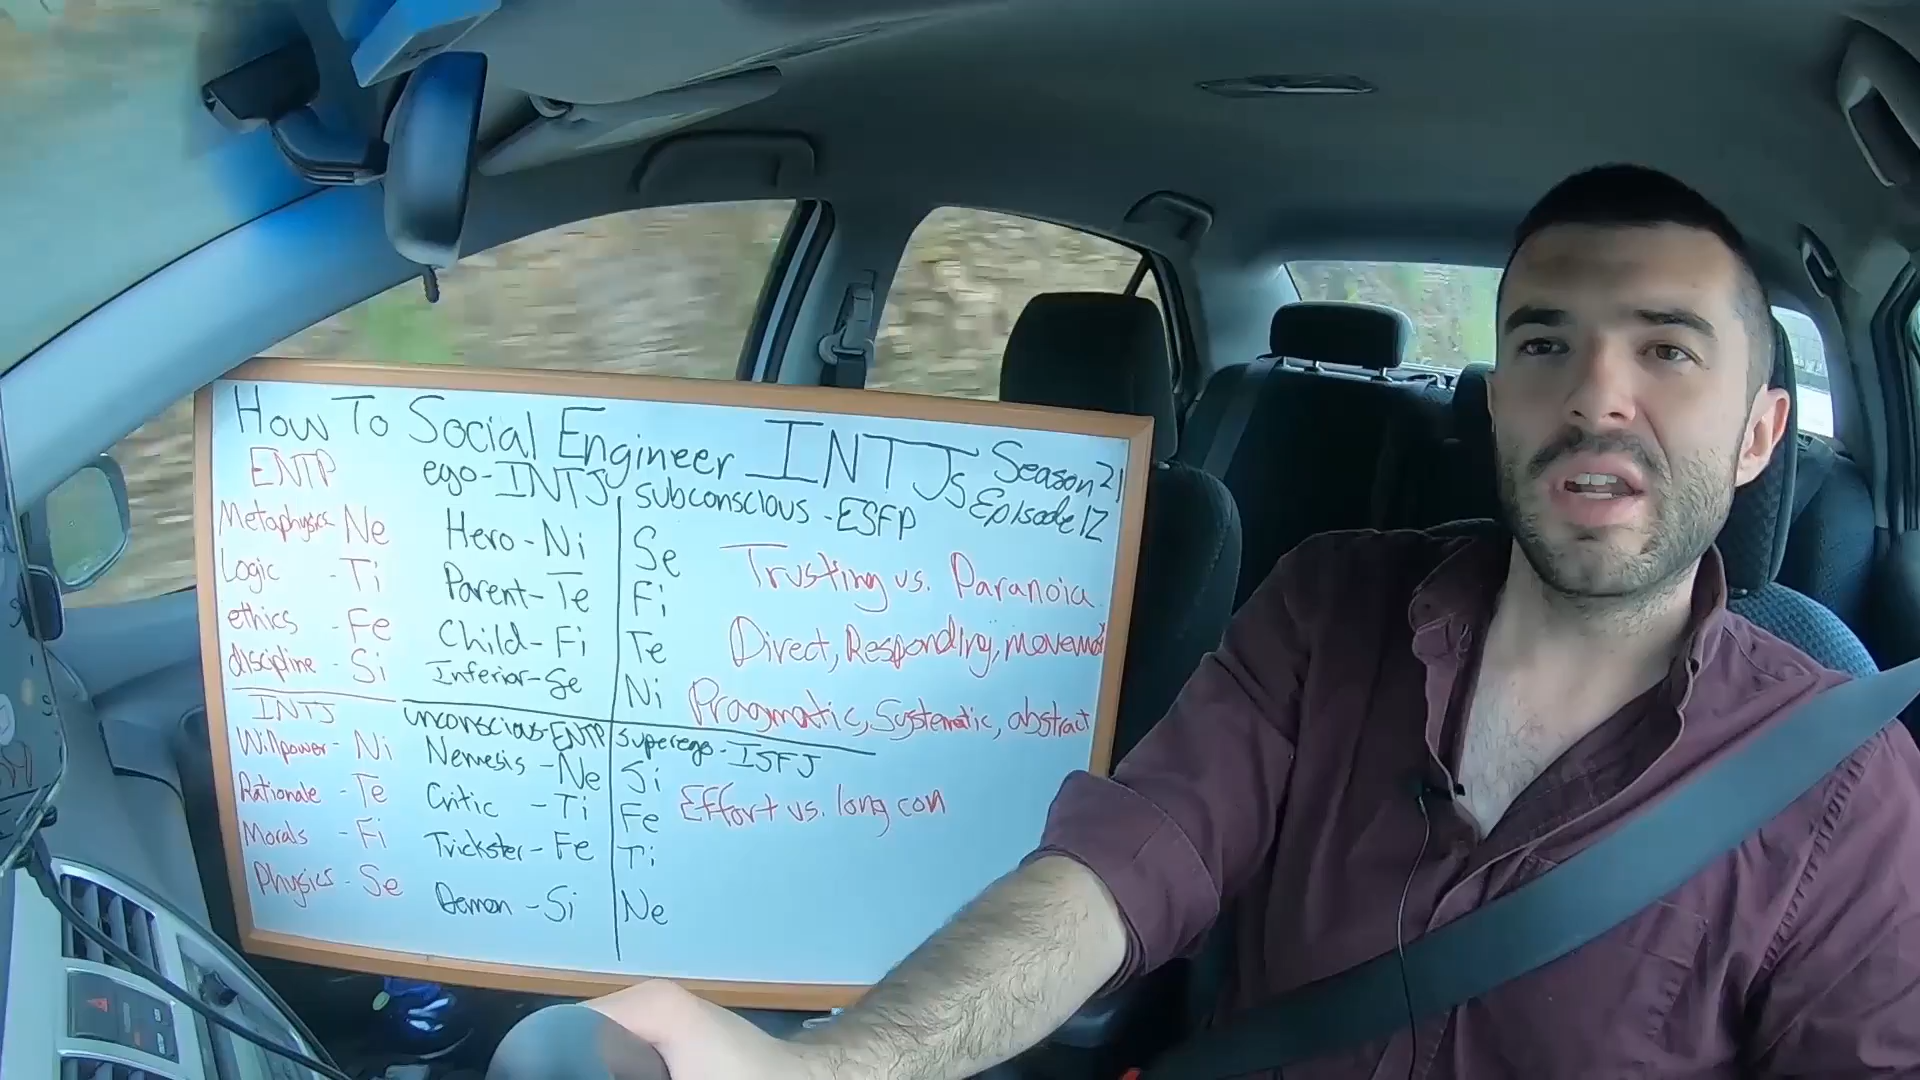 How To Social Engineer INTJs Season 21
Episode 12
ENTP
Metaphysics Ne
Logic - Ti
ethics - Fe
discipline - Si
INTJ
Willpower - Ni
Rationale - Te
Morals - Fi
Physics - Se
ego - INTJ
Hero - Ni
Parent - Te
Child - Fi
Inferior - Se
subconscious - ESFP
Se
Fi
Te
Ni
unconscious - ENTP
Nemesis - Ne
Critic - Ti
Trickster - Fe
Demon - Si
superego - ISFJ
Si
Fe
Ti
Ne
Trusting vs. Paranoia
Direct, Responding, movement
Pragmatic, Systematic, abstract
Effort vs. long con